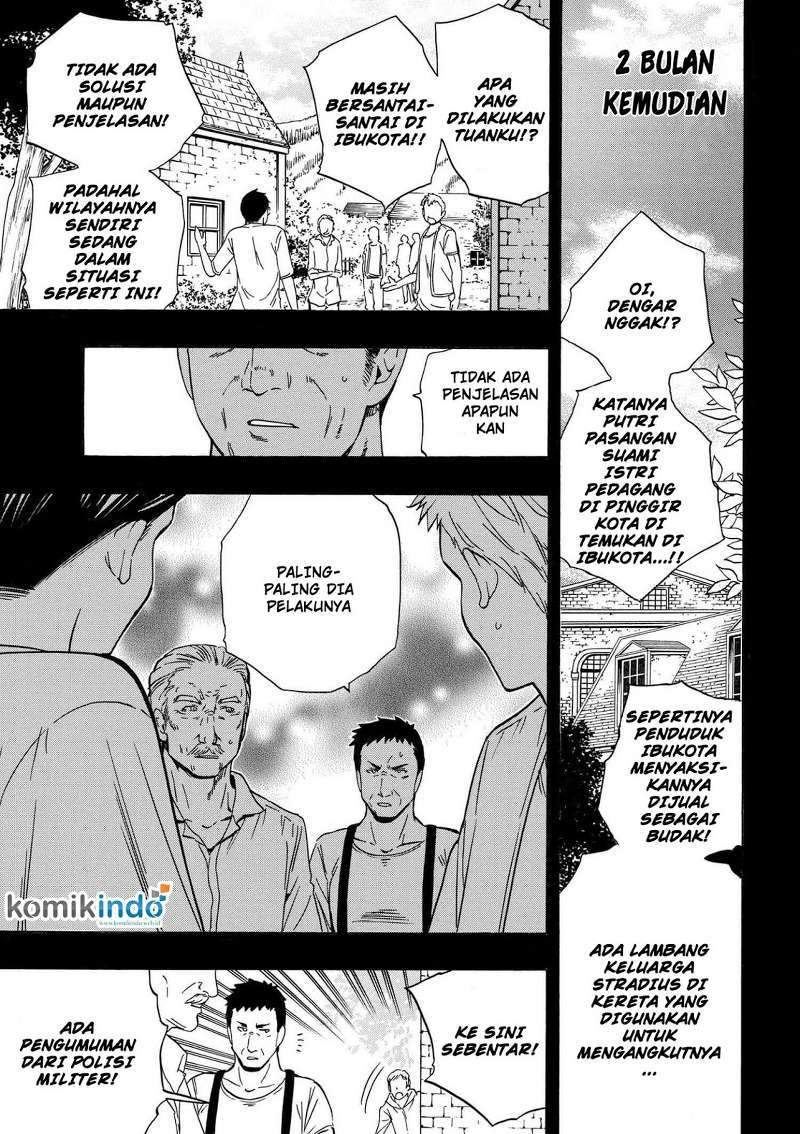 2 BULAN
KEMUDIAN
OI,
DENGAR
NGGAK!?
KATANYA
PUTRI
PASANGAN
SUAMI
ISTRI
PEDAGANG
DI PINGGIR
KOTA DI
TEMUKAN DI
IBUKOTA...!!
SEPERTINYA
PENDUDUK
IBUKOTA
MENYAKSI-
KANNYA
DIJUAL
SEBAGAI
BUDAK!
ADA LAMBANG
KELUARGA
STRADIUS DI
KERETA YANG
DIGUNAKAN
UNTUK
MENGANGKUTNYA
...
APA
YANG
DILAKUKAN
TUANKU!?
MASIH
BERSANTAI-
SANTAI DI
IBUKOTA!!
TIDAK ADA
SOLUSI
MAUPUN
PENJELASAN!
PADAHAL
WILAYAHNYA
SENDIRI
SEDANG
DALAM
SITUASI
SEPERTI INI!
TIDAK ADA
PENJELASAN
APAPUN
KAN
PALING-
PALING DIA
PELAKUNYA
KE SINI
SEBENTAR!
ADA
PENGUMUMAN
DARI POLISI
MILITER!
komikindo